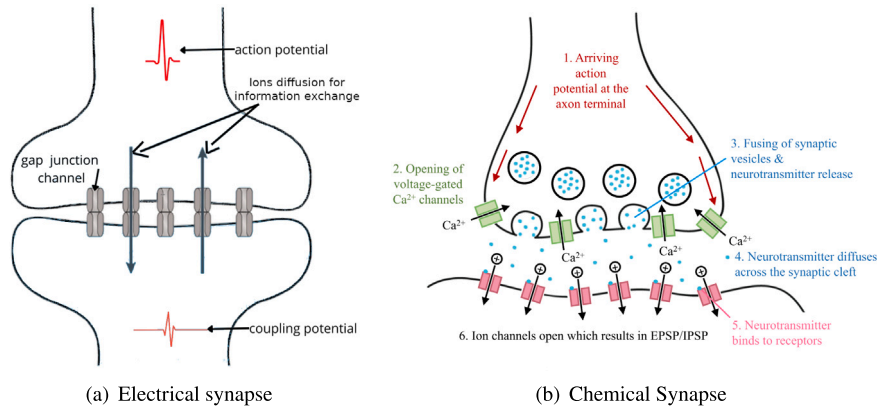 action potential
Ions diffusion for
information exchange
gap junction
channel
coupling potential
(a) Electrical synapse
1. Arriving
action
potential at the
axon terminal
2. Opening of
voltage-gated
Ca²⁺ channels
3. Fusing of synaptic
vesicles &
neurotransmitter release
Ca²⁺
Ca²⁺
Ca²⁺
Ca²⁺
4. Neurotransmitter diffuses
across the synaptic cleft
+ + + + + +
5. Neurotransmitter
binds to receptors
6. Ion channels open which results in EPSP/IPSP
(b) Chemical Synapse